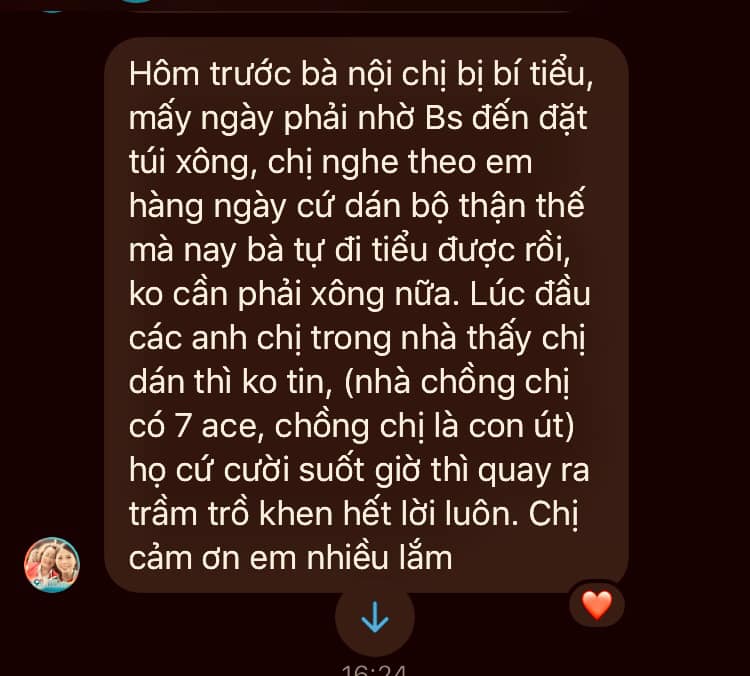 Hôm trước bà nội chị bị bí tiểu,
mấy ngày phải nhờ Bs đến đặt
túi xông, chị nghe theo em
hàng ngày cứ dán bộ thận thế
mà nay bà tự đi tiểu được rồi,
ko cần phải xông nữa. Lúc đầu
các anh chị trong nhà thấy chị
dán thì ko tin, (nhà chồng chị
có 7 ace, chồng chị là con út)
họ cứ cười suốt giờ thì quay ra
trầm trồ khen hết lời luôn. Chị
cảm ơn em nhiều lắm
16:24